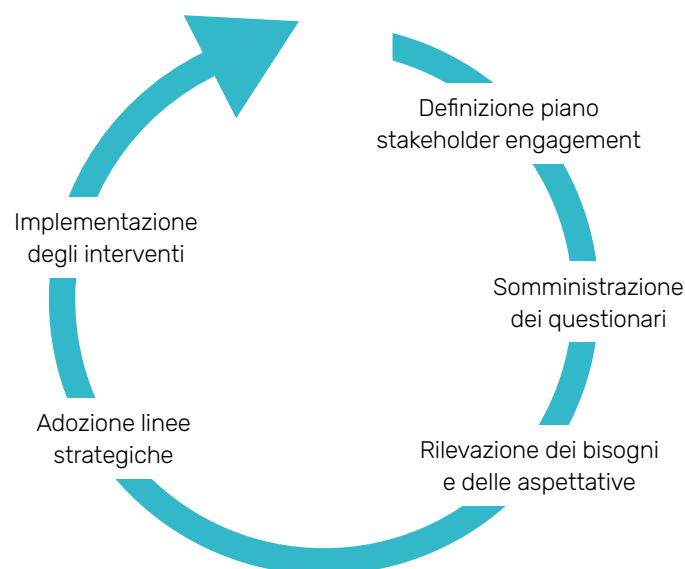 Definizione piano
stakeholder engagement
Somministrazione
dei questionari
Rilevazione dei bisogni
e delle aspettative
Adozione linee
strategiche
Implementazione
degli interventi